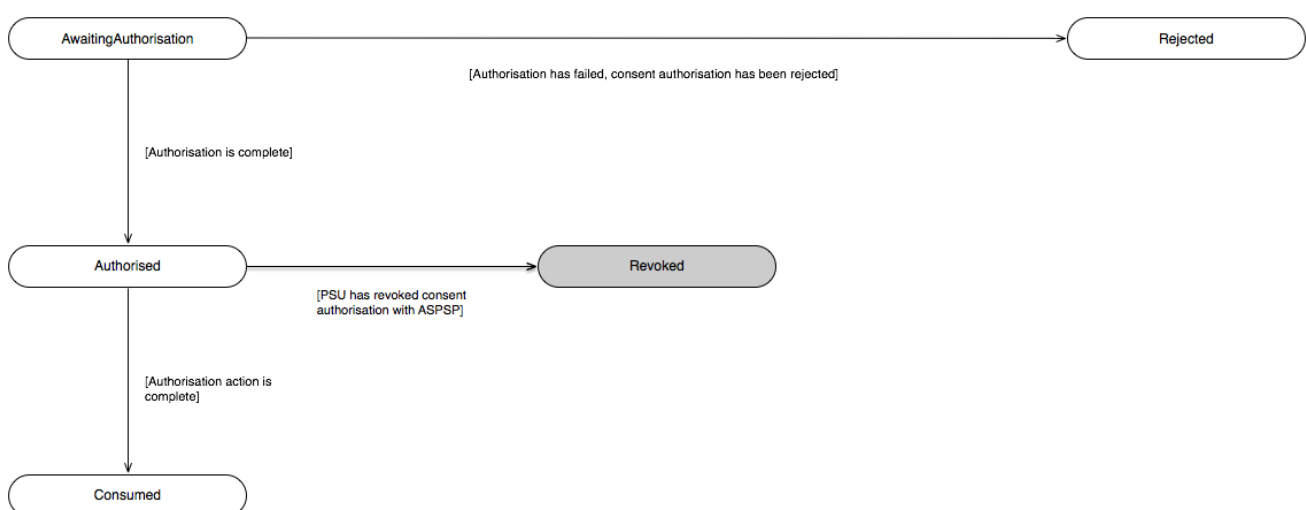 AwaitingAuthorisation
Rejected
[Authorisation has failed, consent authorisation has been rejected]
[Authorisation is complete]
Authorised
Revoked
[PSU has revoked consent
authorisation with ASPSP]
[Authorisation action is
complete]
Consumed